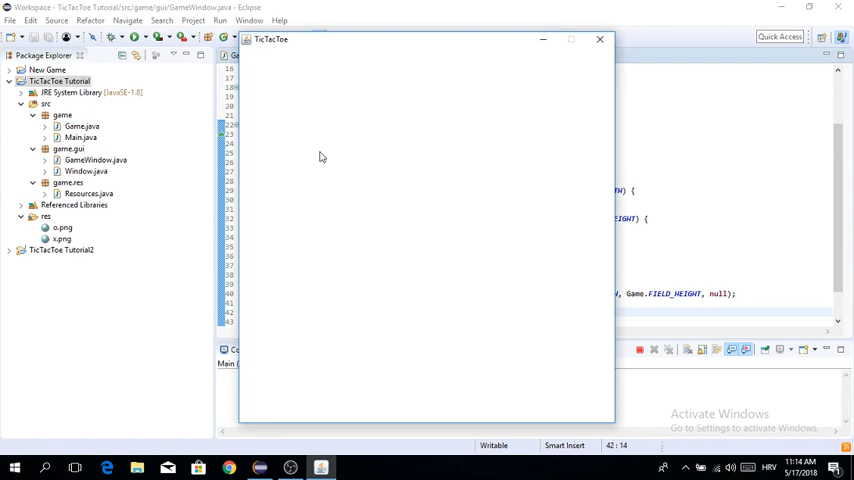 Workspace - TicTacToe Tutorial/src/game/gui/GameWindow.java - Eclipse
File Edit Source Refactor Navigate Search Project Run Window Help
Quick Access
Package Explorer
New Game
TicTacToe Tutorial
JRE System Library [JavaSE-1.8]
src
game
Game.java
Main.java
game.gui
GameWindow.java
Window.java
game.res
Resources.java
Referenced Libraries
res
o.png
x.png
TicTacToe Tutorial2
TicTacToe
Ga
16
17
18
19
20
21
22
23
24
25
26
27
28
29
30
31
32
33
34
35
36
37
38
39
40
41
42
43
TH) {
EIGHT) {
, Game.FIELD_HEIGHT, null);
Co
Main (
Activate Windows
Go to Settings to activate Windows.
Writable Smart Insert 42 : 14
HRV
11:14 AM
5/17/2018